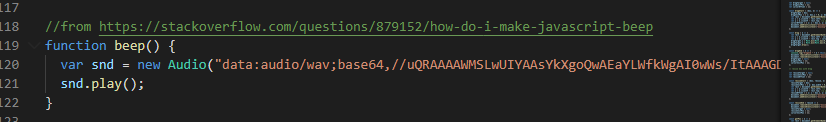 117
118 //from https://stackoverflow.com/questions/879152/how-do-i-make-javascript-beep
119 function beep() {
120 var snd = new Audio("data:audio/wav;base64,//uQRAAAAWMSLwUIYAAsYkXgoQwAEaYLWfkWgAI0wWs/ItAAAGD
121 snd.play();
122 }